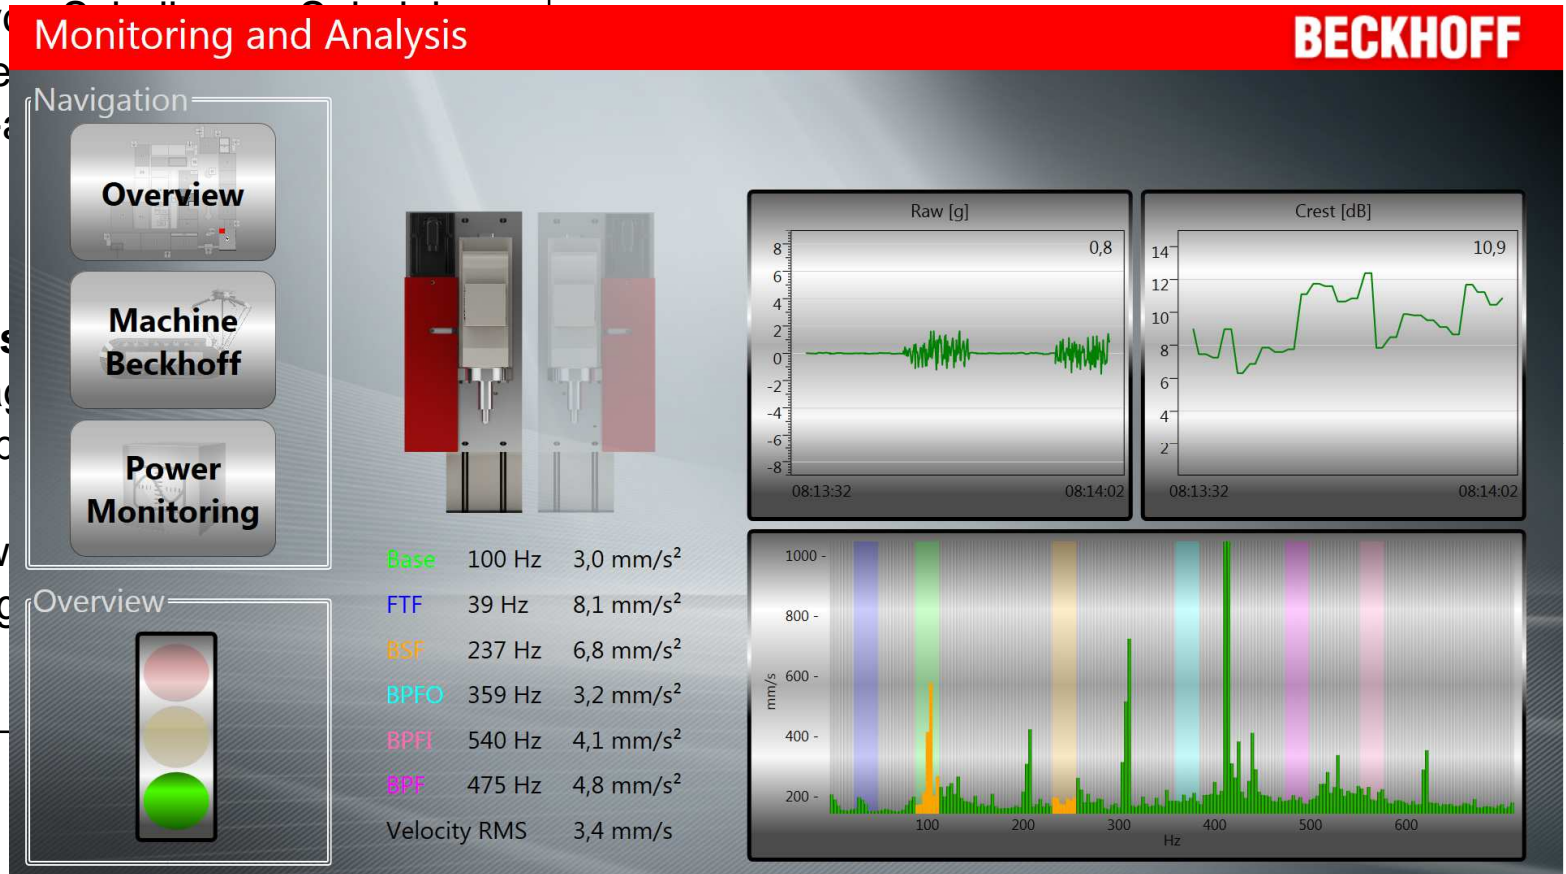 Monitoring and Analysis
BECKHOFF
Navigation
Overview
Machine
Beckhoff
Power
Monitoring
Overview
Base 100 Hz 3,0 mm/s²
FTF 39 Hz 8,1 mm/s²
BSF 237 Hz 6,8 mm/s²
BPFO 359 Hz 3,2 mm/s²
BPFI 540 Hz 4,1 mm/s²
BPF 475 Hz 4,8 mm/s²
Velocity RMS 3,4 mm/s
Raw [g]
0,8
8
6
4
2
0
-2
-4
-6
-8
08:13:32 08:14:02
Crest [dB]
10,9
14
12
10
8
6
4
2
08:13:32 08:14:02
1000
800
600
400
200
mm/s
100 200 300 400 500 600
Hz